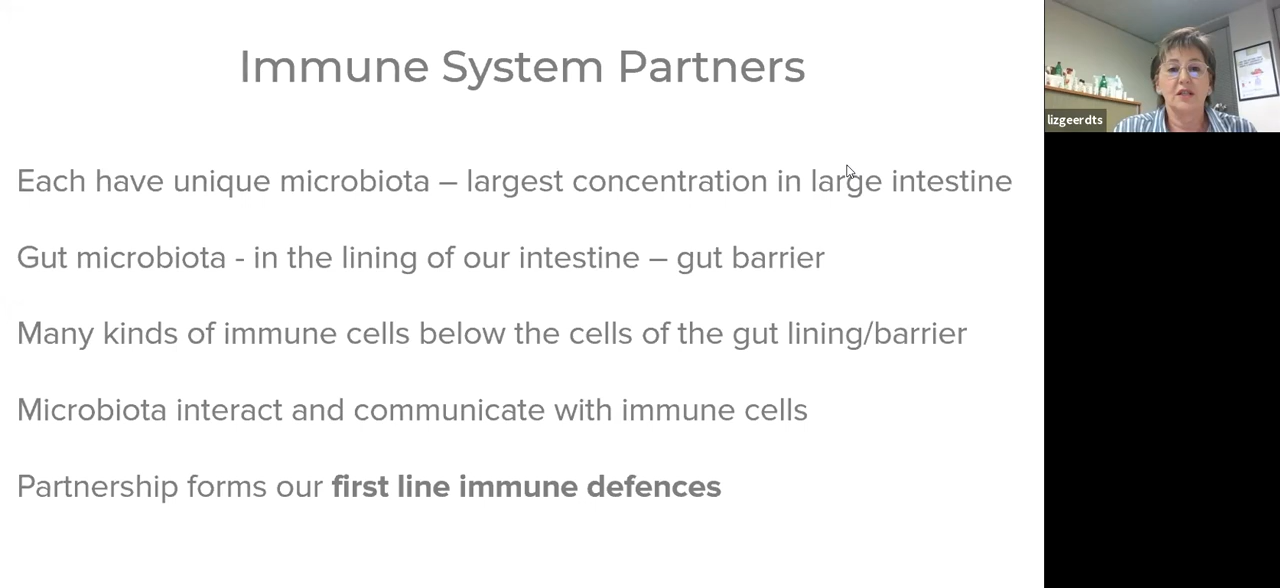 Immune System Partners
Each have unique microbiota – largest concentration in large intestine
Gut microbiota - in the lining of our intestine – gut barrier
Many kinds of immune cells below the cells of the gut lining/barrier
Microbiota interact and communicate with immune cells
Partnership forms our first line immune defences
lizgeerdts